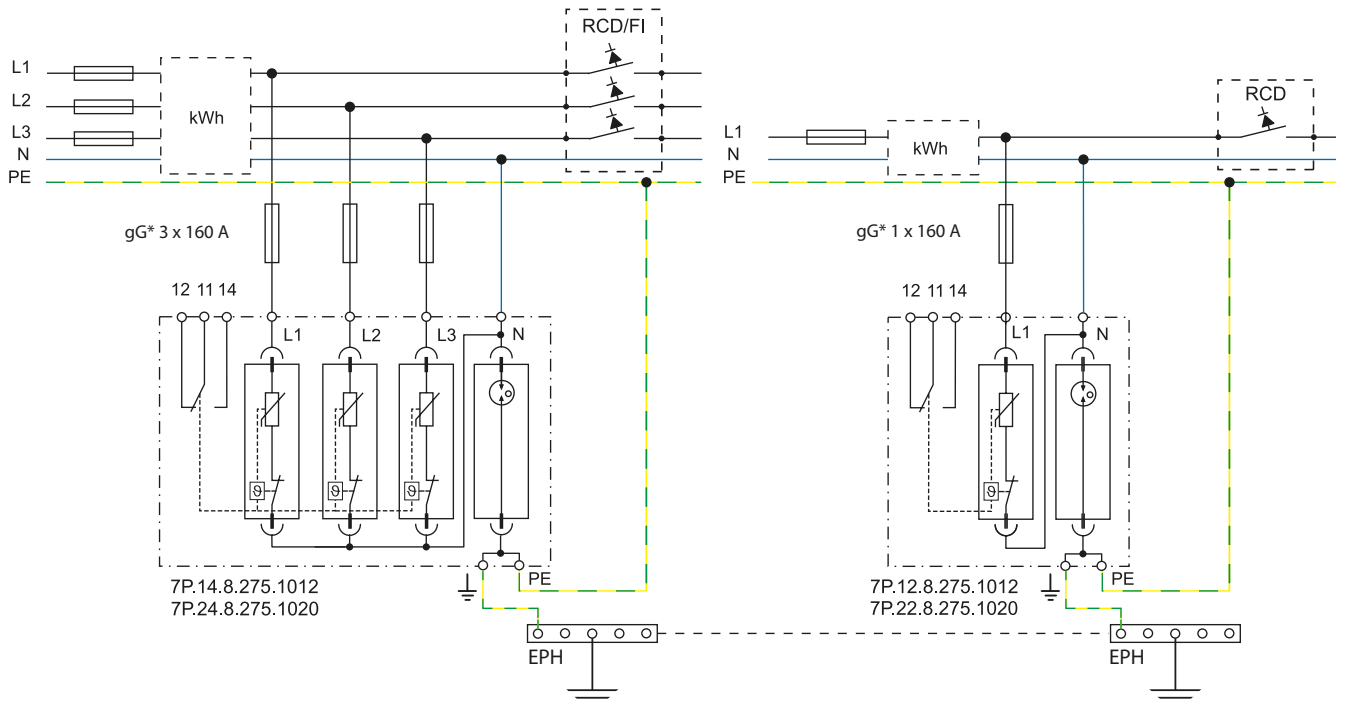 RCD/FI
L1
L2
L3
N
PE
kWh
gG* 3 x 160 A
12 11 14
L1
L2
L3
N
ϑ
ϑ
ϑ
PE
7P.14.8.275.1012
7P.24.8.275.1020
EPH
RCD
L1
N
PE
kWh
gG* 1 x 160 A
12 11 14
L1
N
ϑ
PE
7P.12.8.275.1012
7P.22.8.275.1020
EPH